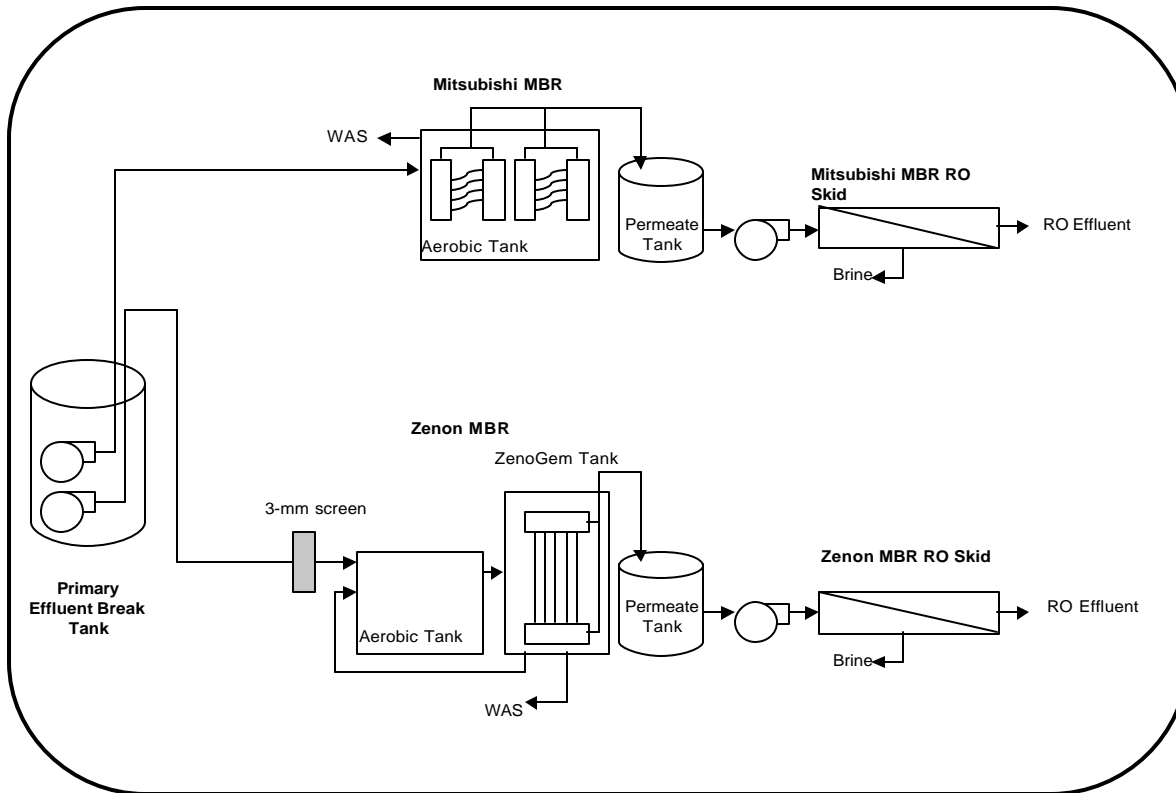 Mitsubishi MBR
WAS
Aerobic Tank
Permeate
Tank
Mitsubishi MBR RO
Skid
RO Effluent
Brine
Primary
Effluent Break
Tank
Zenon MBR
ZenoGem Tank
3-mm screen
Aerobic Tank
WAS
Permeate
Tank
Zenon MBR RO Skid
RO Effluent
Brine